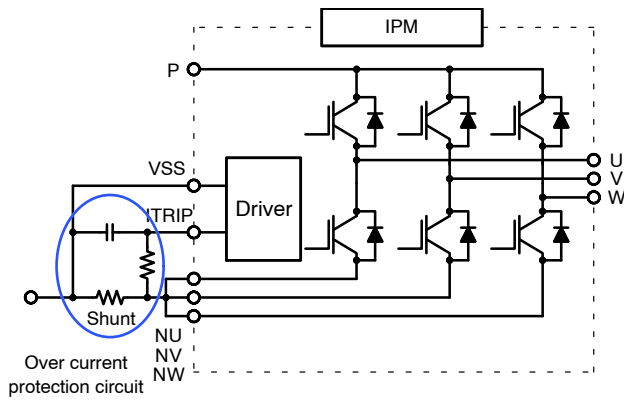 IPM
P
U
V
W
VSS
Driver
ITRIP
Shunt
NU
NV
NW
Over current
protection circuit